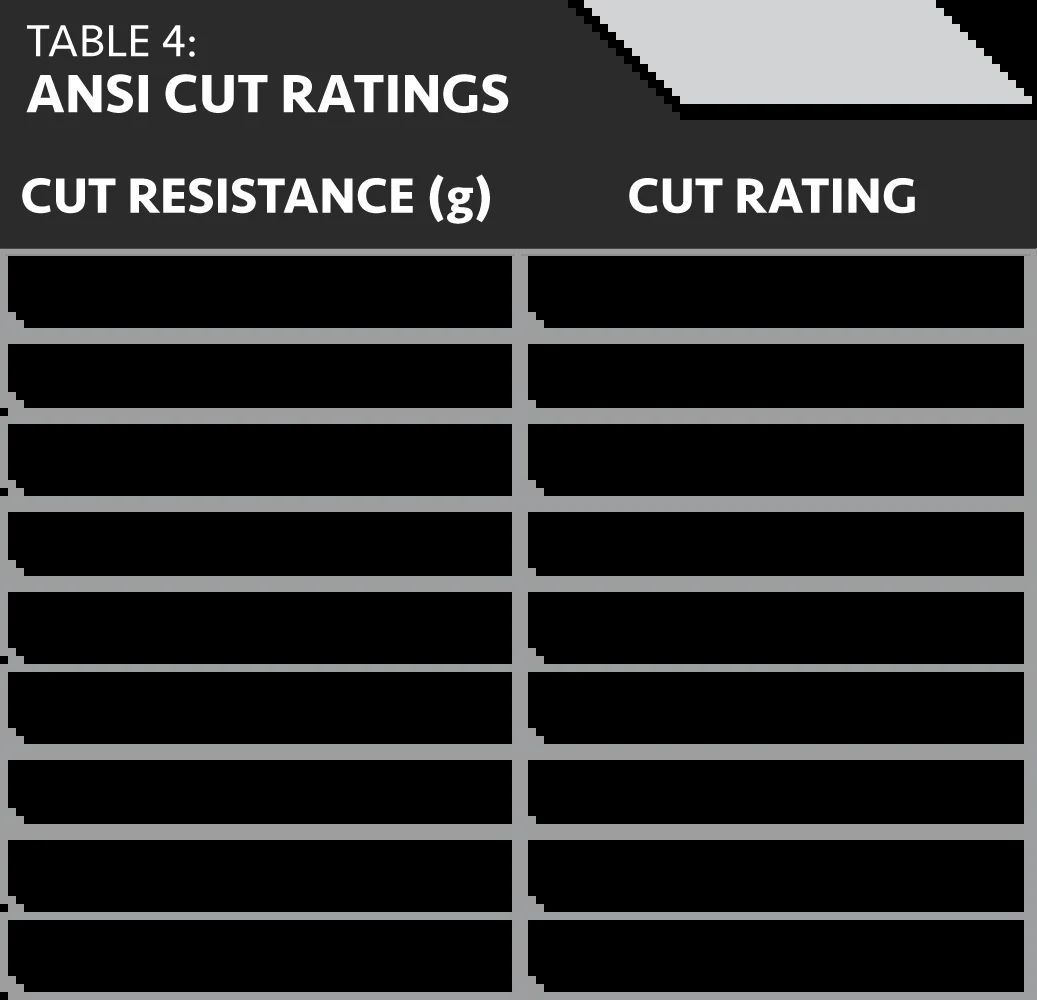 TABLE 4:
ANSI CUT RATINGS
CUT RESISTANCE (g)
CUT RATING